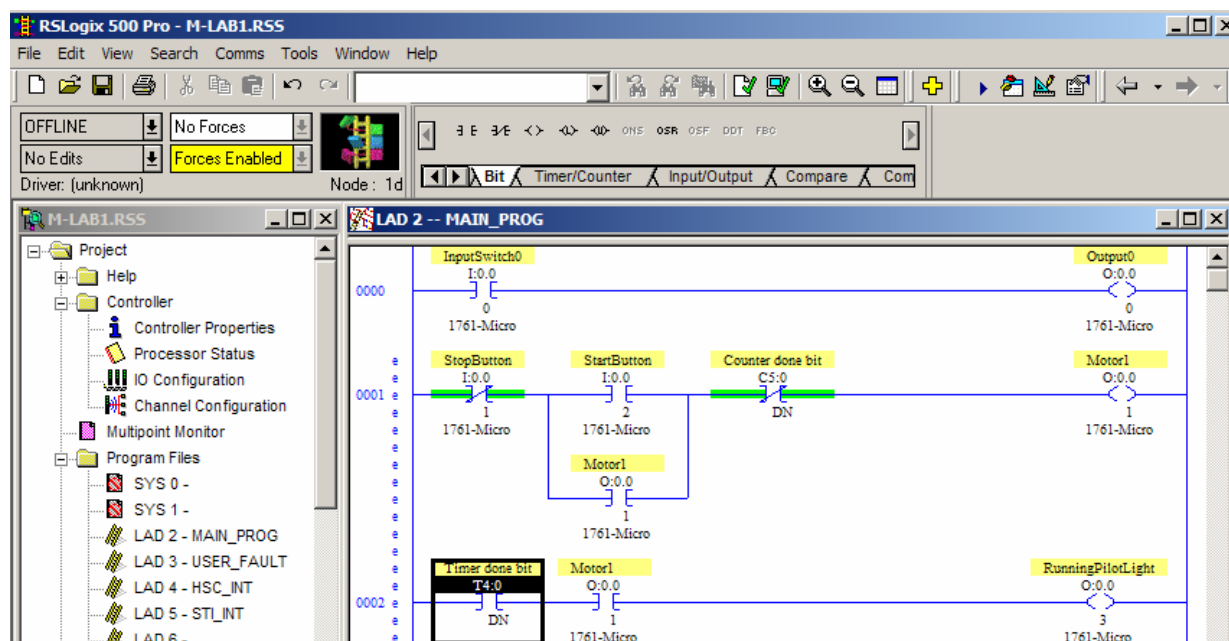 RSLogix 500 Pro - M-LAB1.RSS
File Edit View Search Comms Tools Window Help
OFFLINE No Forces
No Edits Forces Enabled
Driver: (unknown) Node : 1d
ONS OSR OSF DDT FBC
Bit Timer/Counter Input/Output Compare Com
M-LAB1.RSS
Project
Help
Controller
Controller Properties
Processor Status
IO Configuration
Channel Configuration
Multipoint Monitor
Program Files
SYS 0 -
SYS 1 -
LAD 2 - MAIN_PROG
LAD 3 - USER_FAULT
LAD 4 - HSC_INT
LAD 5 - STI_INT
LAD 6 -
LAD 2 -- MAIN_PROG
InputSwitch0 Output0
I:0.0 O:0.0
0000
0 0
1761-Micro 1761-Micro
e StopButton StartButton Counter done bit Motor1
e I:0.0 I:0.0 C5:0 O:0.0
0001 e
e 1 2 DN 1
e 1761-Micro 1761-Micro 1761-Micro
e
e Motor1
e O:0.0
e
e 1
e 1761-Micro
e
e Timer done bit Motor1 RunningPilotLight
e T4:0 O:0.0 O:0.0
0002 e
e DN 1 3
e 1761-Micro 1761-Micro